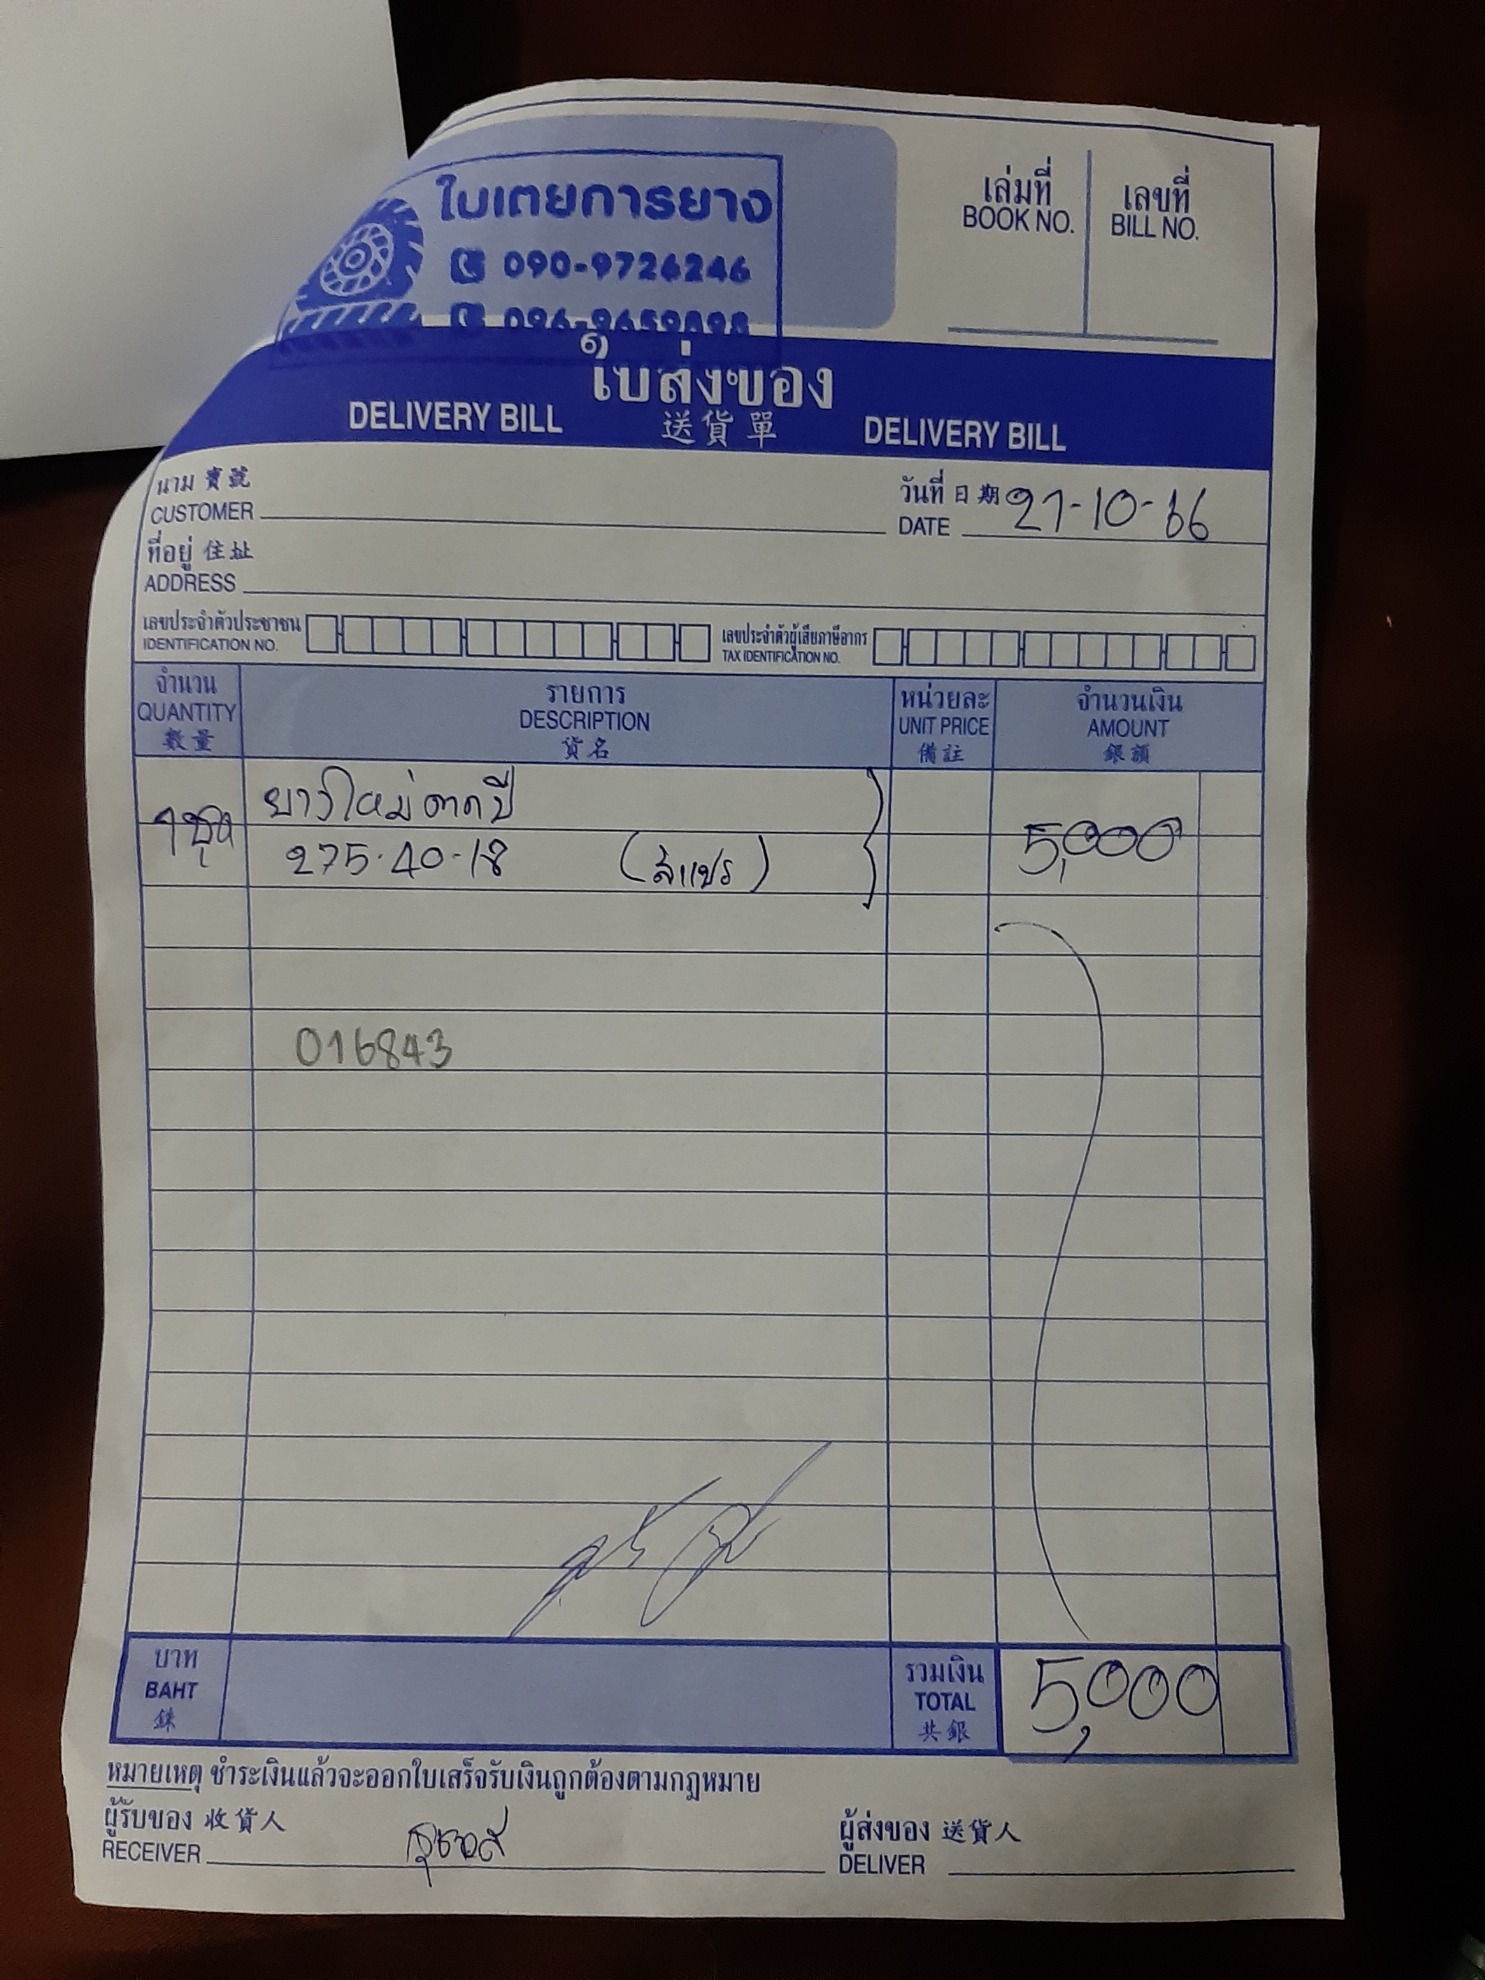 ใบเตยการยาง
090-9726246
096-9659898
เล่มที่ เลขที่
BOOK NO. BILL NO.
ใบส่งของ
DELIVERY BILL 送貨單 DELIVERY BILL
นาม 寶號 วันที่ 日期 27-10-66
CUSTOMER DATE
ที่อยู่ 住址
ADDRESS
เลขประจำตัวประชาชน เลขประจำตัวผู้เสียภาษีอากร
IDENTIFICATION NO. TAX IDENTIFICATION NO.
จำนวน รายการ หน่วยละ จำนวนเงิน
QUANTITY DESCRIPTION UNIT PRICE AMOUNT
數量 貨名 備註 銀額
1ชุด ยางใหม่ 5,000
275-40-18
016843
บาท รวมเงิน 5,000
BAHT TOTAL
銖 共銀
หมายเหตุ ชำระเงินแล้วจะออกใบเสร็จรับเงินถูกต้องตามกฎหมาย
ผู้รับของ 收貨人 ผู้ส่งของ 送貨人
RECEIVER DELIVER